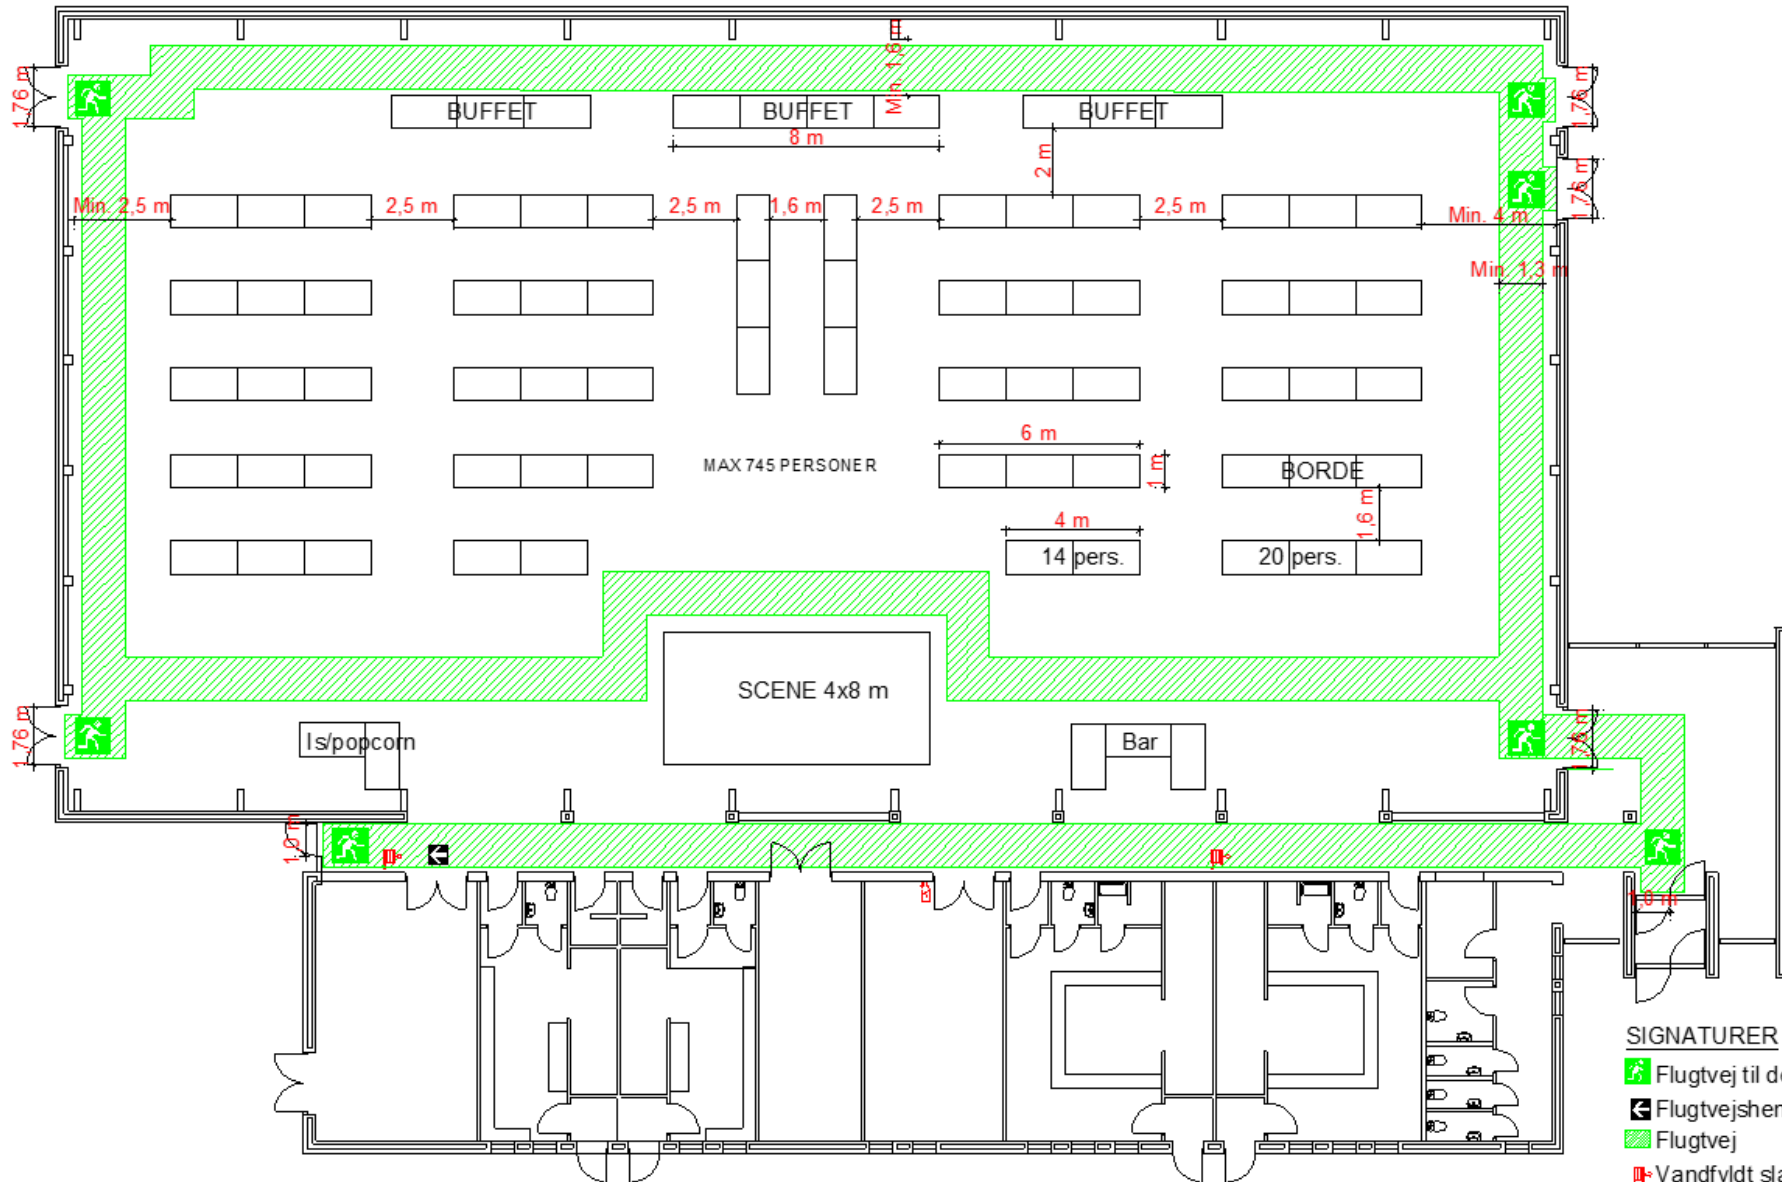 Min. 1,6 m
1,76 m
1,76 m
BUFFET
BUFFET
BUFFET
8 m
2 m
1,76 m
Min. 2,5 m
2,5 m
2,5 m
1,6 m
2,5 m
2,5 m
Min. 4 m
Min. 1,3 m
6 m
MAX 745 PERSONER
1 m
BORDE
1,6 m
4 m
14 pers.
20 pers.
SCENE 4x8 m
1,76 m
Is/popcorn
Bar
1,76 m
1,0 m
1,0 m
SIGNATURER
Flugtvej til
Flugtvej
Vandfyldt